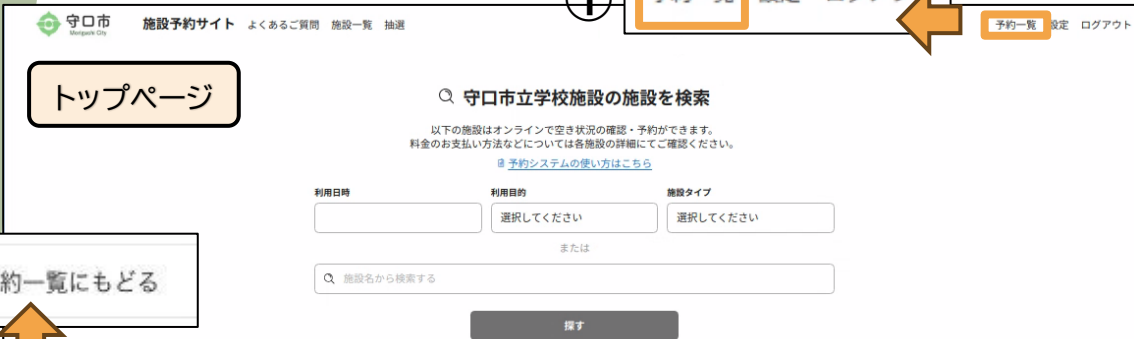 守口市
Moriguchi City
施設予約サイト よくあるご質問 施設一覧 抽選
予約一覧 設定 ログアウト
トップページ
守口市立学校施設の施設を検索
以下の施設はオンラインで空き状況の確認・予約ができます。
料金のお支払い方法などについては各施設の詳細にてご確認ください。
予約システムの使い方はこちら
利用日時 利用目的 施設タイプ
選択してください 選択してください
または
施設名から検索する
約一覧にもどる
探す